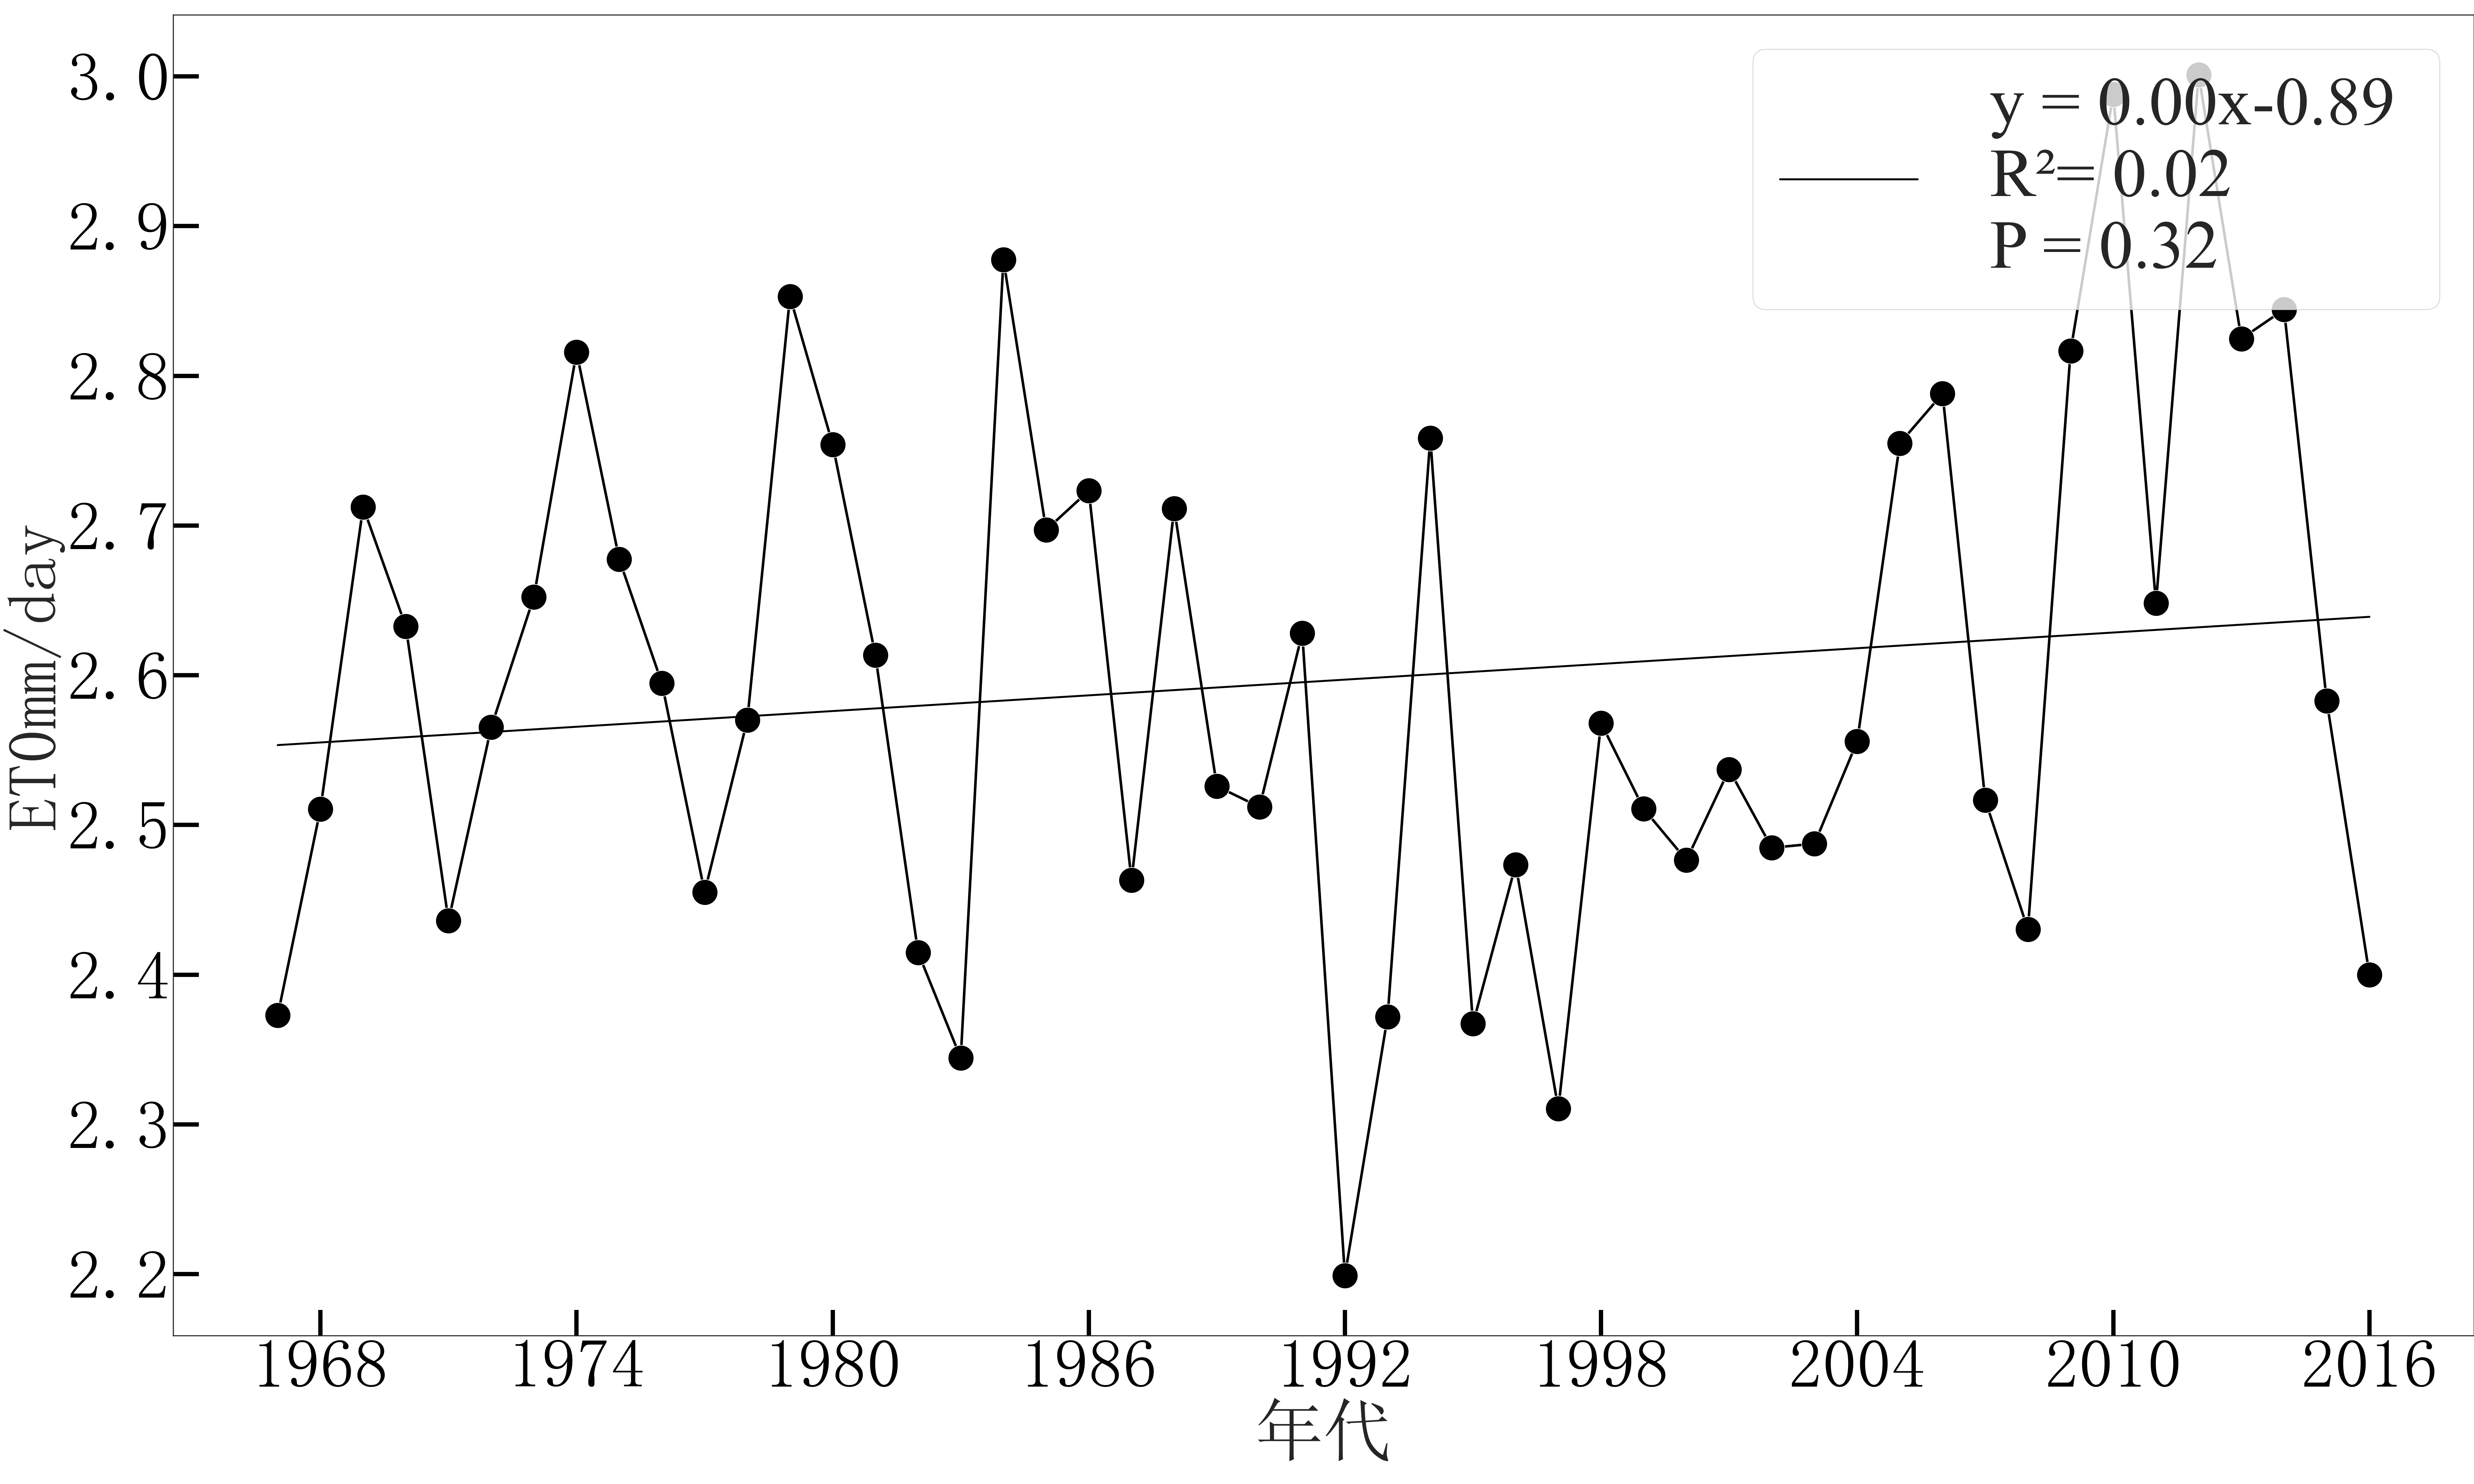 3.0
2.9
2.8
2.7
2.6
2.5
2.4
2.3
2.2
ET0mm/day
y = 0.00x-0.89
R²= 0.02
P = 0.32
1968 1974 1980 1986 1992 1998 2004 2010 2016
年代